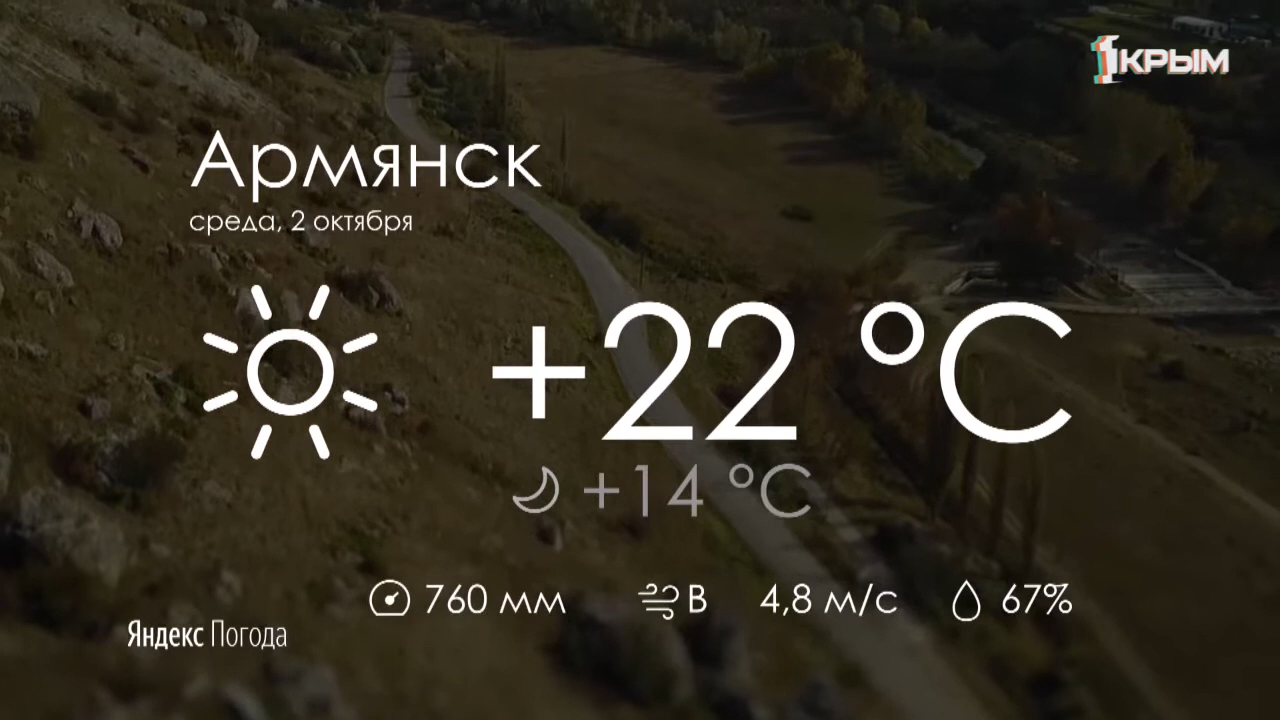 1КРЫМ
Армянск
среда, 2 октября
+22 °C
+14 °C
760 мм В 4,8 м/с 67%
Яндекс Погода